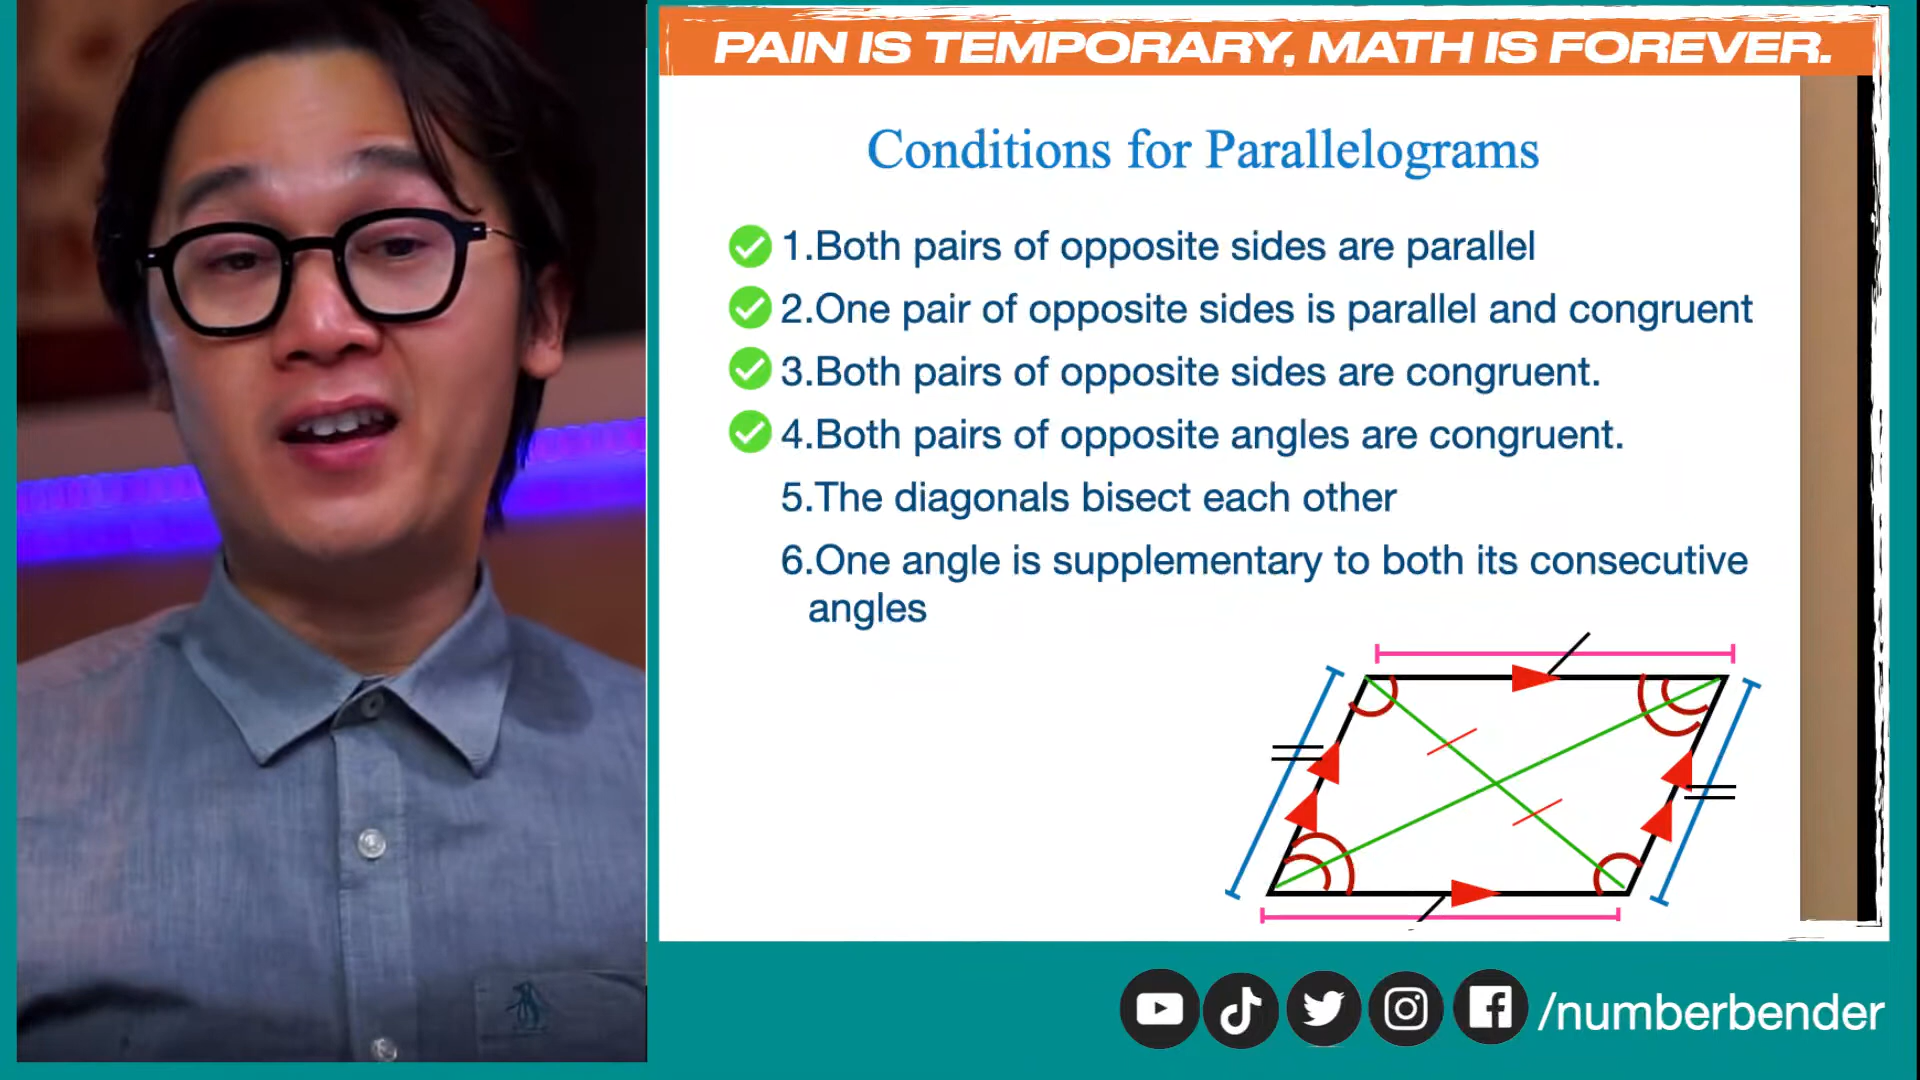 PAIN IS TEMPORARY, MATH IS FOREVER.
Conditions for Parallelograms
1.Both pairs of opposite sides are parallel
2.One pair of opposite sides is parallel and congruent
3.Both pairs of opposite sides are congruent.
4.Both pairs of opposite angles are congruent.
5.The diagonals bisect each other
6.One angle is supplementary to both its consecutive
angles
/numberbender